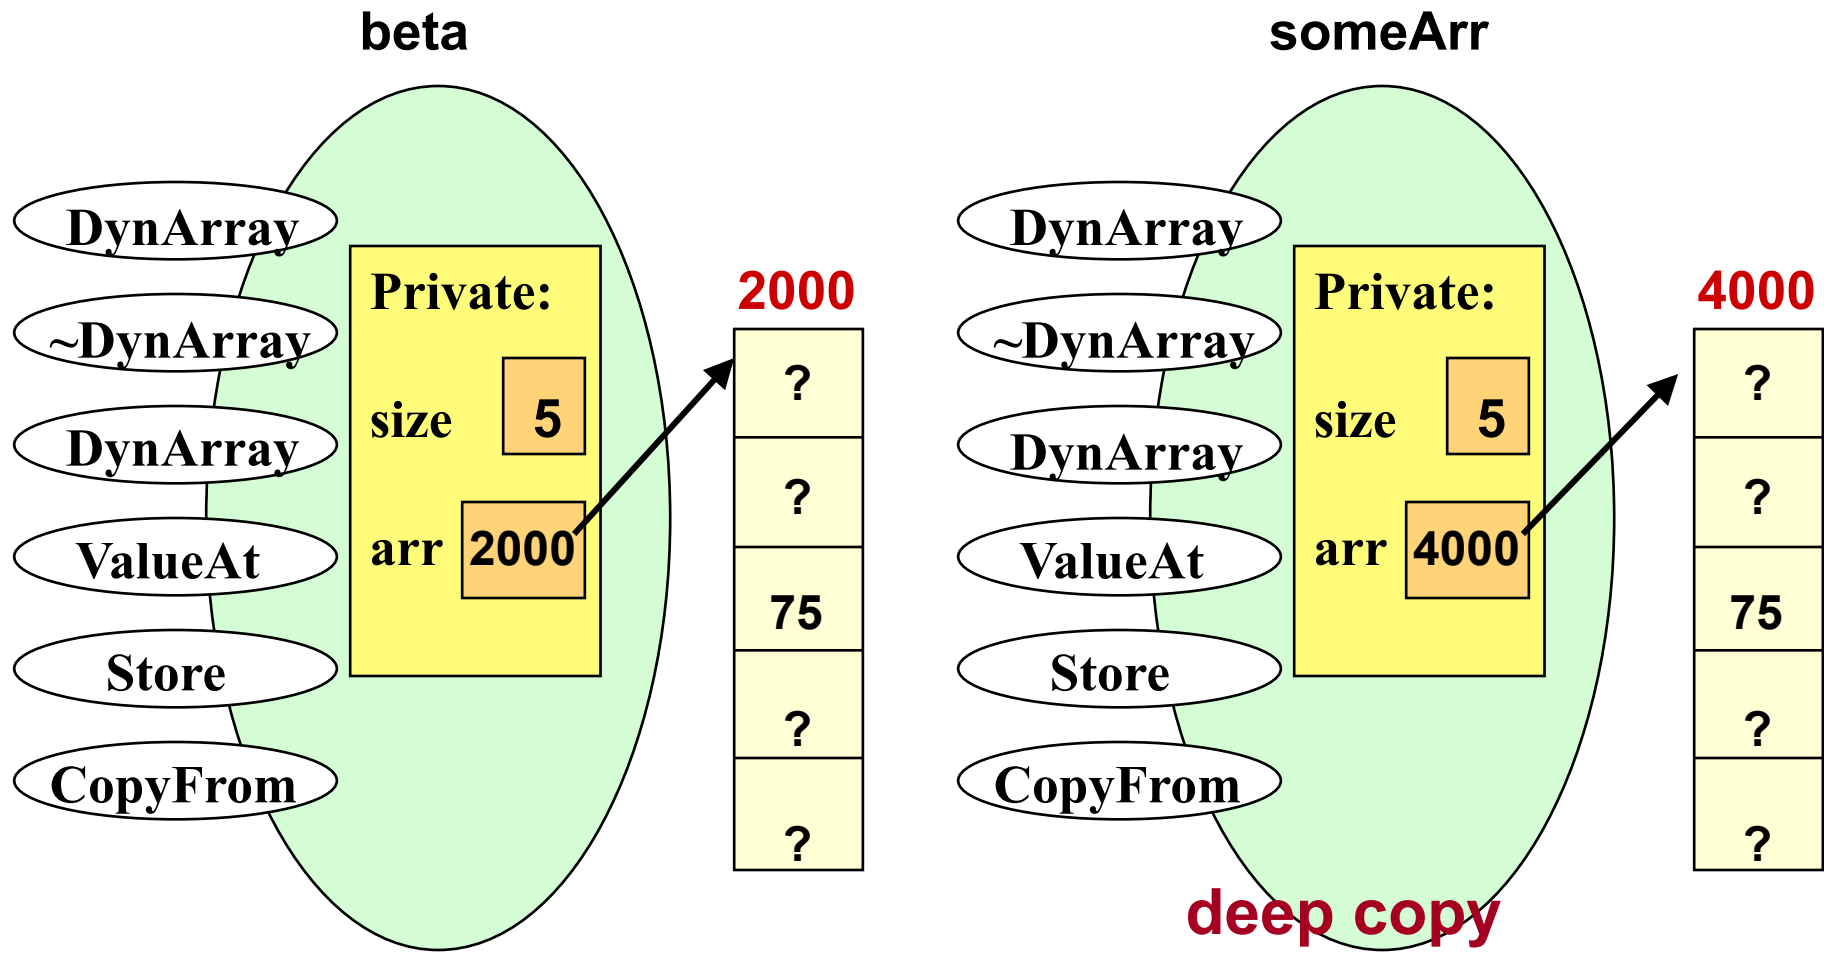 beta
DynArray
~DynArray
DynArray
ValueAt
Store
CopyFrom
Private:
size 5
arr 2000
2000
?
?
75
?
?
someArr
DynArray
~DynArray
DynArray
ValueAt
Store
CopyFrom
Private:
size 5
arr 4000
4000
?
?
75
?
?
deep copy